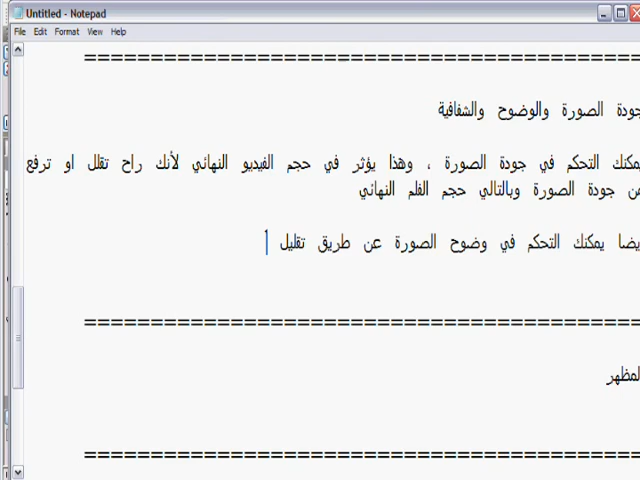 Untitled - Notepad
File Edit Format View Help
=================================================
جودة الصورة والوضوح والشفافية
يمكنك التحكم في جودة الصورة ، وهذا يؤثر في حجم الفيديو النهائي لأنك راح تقلل او ترفع
من جودة الصورة وبالتالي حجم الفلم النهائي
ايضا يمكنك التحكم في وضوح الصورة عن طريق تقليل
=================================================
المظهر
=================================================